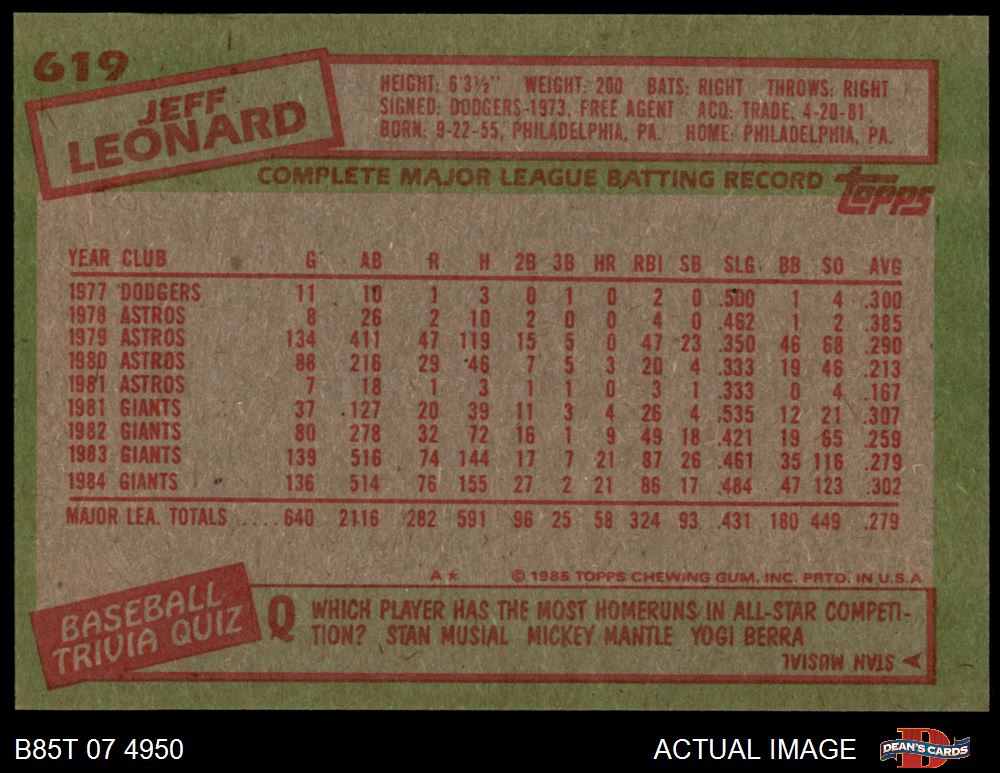 619
JEFF
LEONARD
HEIGHT: 6'3½" WEIGHT: 200 BATS: RIGHT THROWS: RIGHT
SIGNED: DODGERS-1973, FREE AGENT ACQ: TRADE, 4-20-81
BORN: 9-22-55, PHILADELPHIA, PA. HOME: PHILADELPHIA, PA.
COMPLETE MAJOR LEAGUE BATTING RECORD
Topps
YEAR CLUB G AB R H 2B 3B HR RBI SB SLG BB SO AVG
1977 DODGERS 11 10 1 3 0 1 0 2 0 .500 1 4 .300
1978 ASTROS 8 26 2 10 2 0 0 4 0 .462 1 2 .385
1979 ASTROS 134 411 47 119 15 5 0 47 23 .350 46 68 .290
1980 ASTROS 88 216 29 46 7 5 3 20 4 .333 19 46 .213
1981 ASTROS 7 18 1 3 1 1 0 3 1 .333 0 4 .167
1981 GIANTS 37 127 20 39 11 3 4 26 4 .535 12 21 .307
1982 GIANTS 80 278 32 72 16 1 9 49 18 .421 19 65 .259
1983 GIANTS 139 516 74 144 17 7 21 87 26 .461 35 116 .279
1984 GIANTS 136 514 76 155 27 2 21 86 17 .484 47 123 .302
MAJOR LEA. TOTALS ....640 2116 282 591 96 25 58 324 93 .431 180 449 .279
A* © 1985 TOPPS CHEWING GUM, INC. PRTD. IN U.S.A.
BASEBALL
TRIVIA QUIZ
Q WHICH PLAYER HAS THE MOST HOMERUNS IN ALL-STAR COMPETI-
TION? STAN MUSIAL MICKEY MANTLE YOGI BERRA
A STAN MUSIAL
B85T 07 4950
ACTUAL IMAGE
DEAN'S CARDS